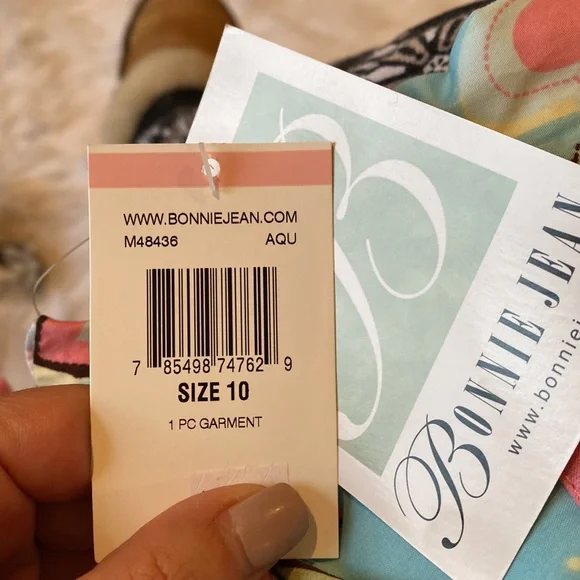 WWW.BONNIEJEAN.COM
M48436 AQU
7 85498 74762 9
SIZE 10
1 PC GARMENT
B
BONNIE JEAN
www.bonniej